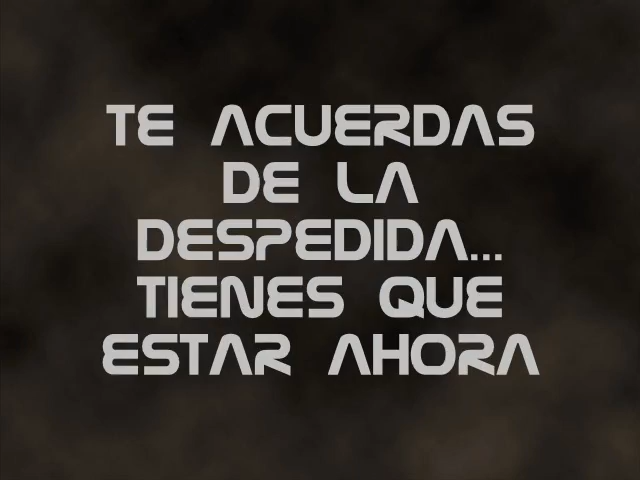 TE ACUERDAS
DE LA
DESPEDIDA...
TIENES QUE
ESTAR AHORA